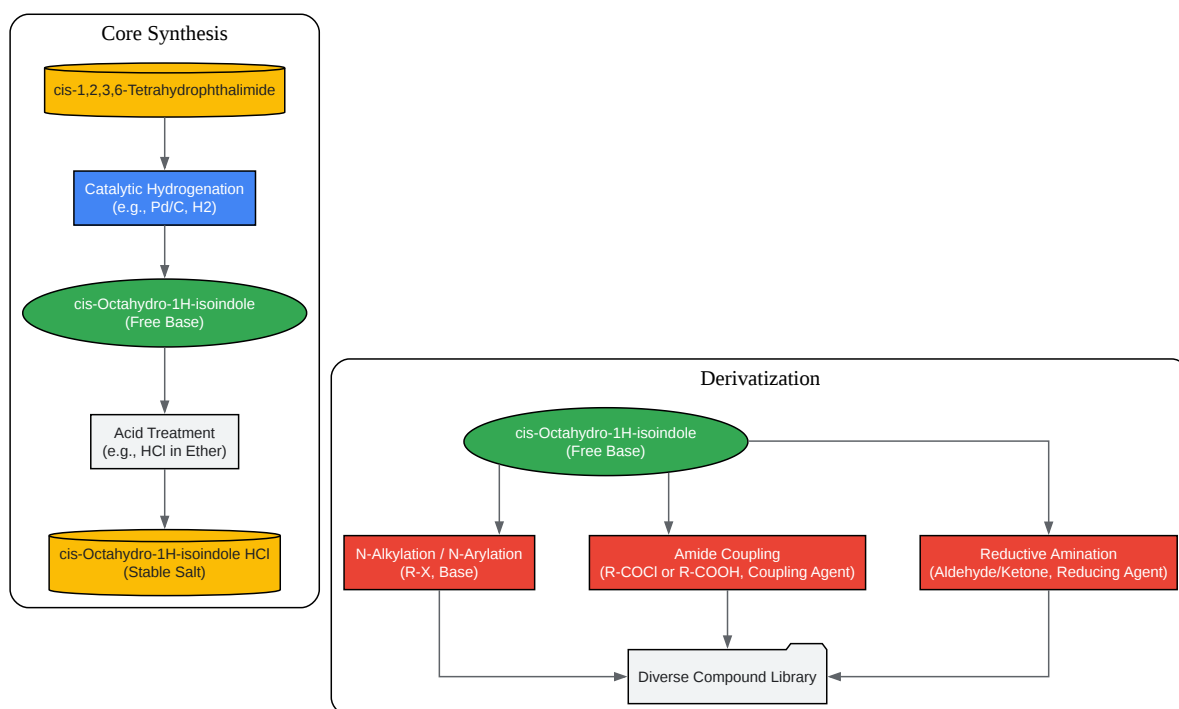 Core Synthesis
cis-1,2,3,6-Tetrahydrophthalimide
Catalytic Hydrogenation
(e.g., Pd/C, H2)
cis-Octahydro-1H-isoindole
(Free Base)
Acid Treatment
(e.g., HCl in Ether)
cis-Octahydro-1H-isoindole HCl
(Stable Salt)
Derivatization
cis-Octahydro-1H-isoindole
(Free Base)
N-Alkylation / N-Arylation
(R-X, Base)
Amide Coupling
(R-COCl or R-COOH, Coupling Agent)
Reductive Amination
(Aldehyde/Ketone, Reducing Agent)
Diverse Compound Library